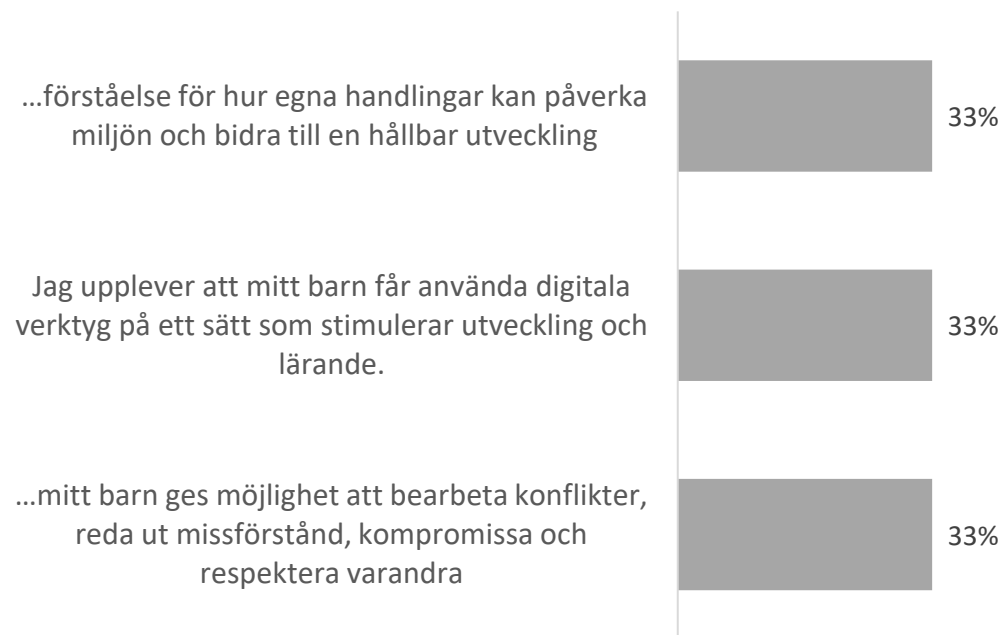 …förståelse för hur egna handlingar kan påverka
miljön och bidra till en hållbar utveckling
33%
Jag upplever att mitt barn får använda digitala
verktyg på ett sätt som stimulerar utveckling och
lärande.
33%
…mitt barn ges möjlighet att bearbeta konflikter,
reda ut missförstånd, kompromissa och
respektera varandra
33%